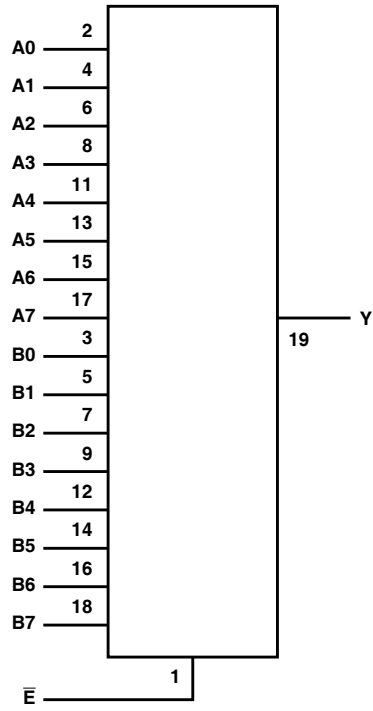 A0 2
A1 4
A2 6
A3 8
A4 11
A5 13
A6 15
A7 17
Y 19
B0 3
B1 5
B2 7
B3 9
B4 12
B5 14
B6 16
B7 18
E̅ 1